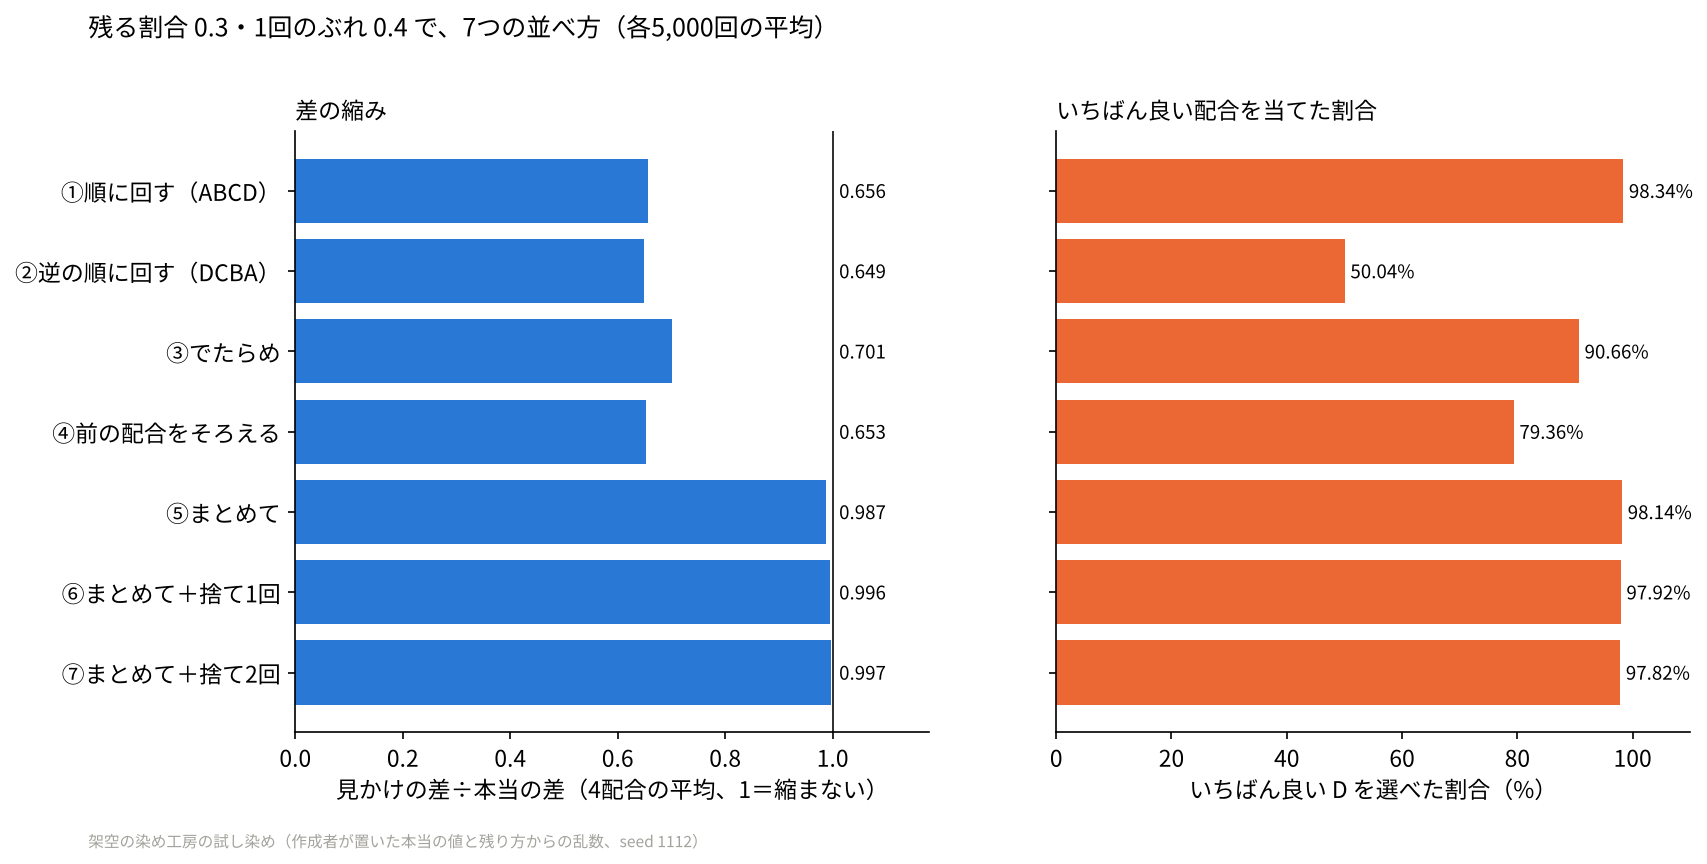 残る割合 0.3・1回のぶれ 0.4 で、7つの並べ方（各5,000回の平均）
差の縮み
①順に回す（ABCD）
②逆の順に回す（DCBA）
③でたらめ
④前の配合をそろえる
⑤まとめて
⑥まとめて＋捨て1回
⑦まとめて＋捨て2回
0.656
0.649
0.701
0.653
0.987
0.996
0.997
0.0 0.2 0.4 0.6 0.8 1.0
見かけの差÷本当の差（4配合の平均、1＝縮まない）
いちばん良い配合を当てた割合
98.34%
50.04%
90.66%
79.36%
98.14%
97.92%
97.82%
0 20 40 60 80 100
いちばん良い D を選べた割合（%）
架空の染め工房の試し染め（作成者が置いた本当の値と残り方からの乱数、seed 1112）